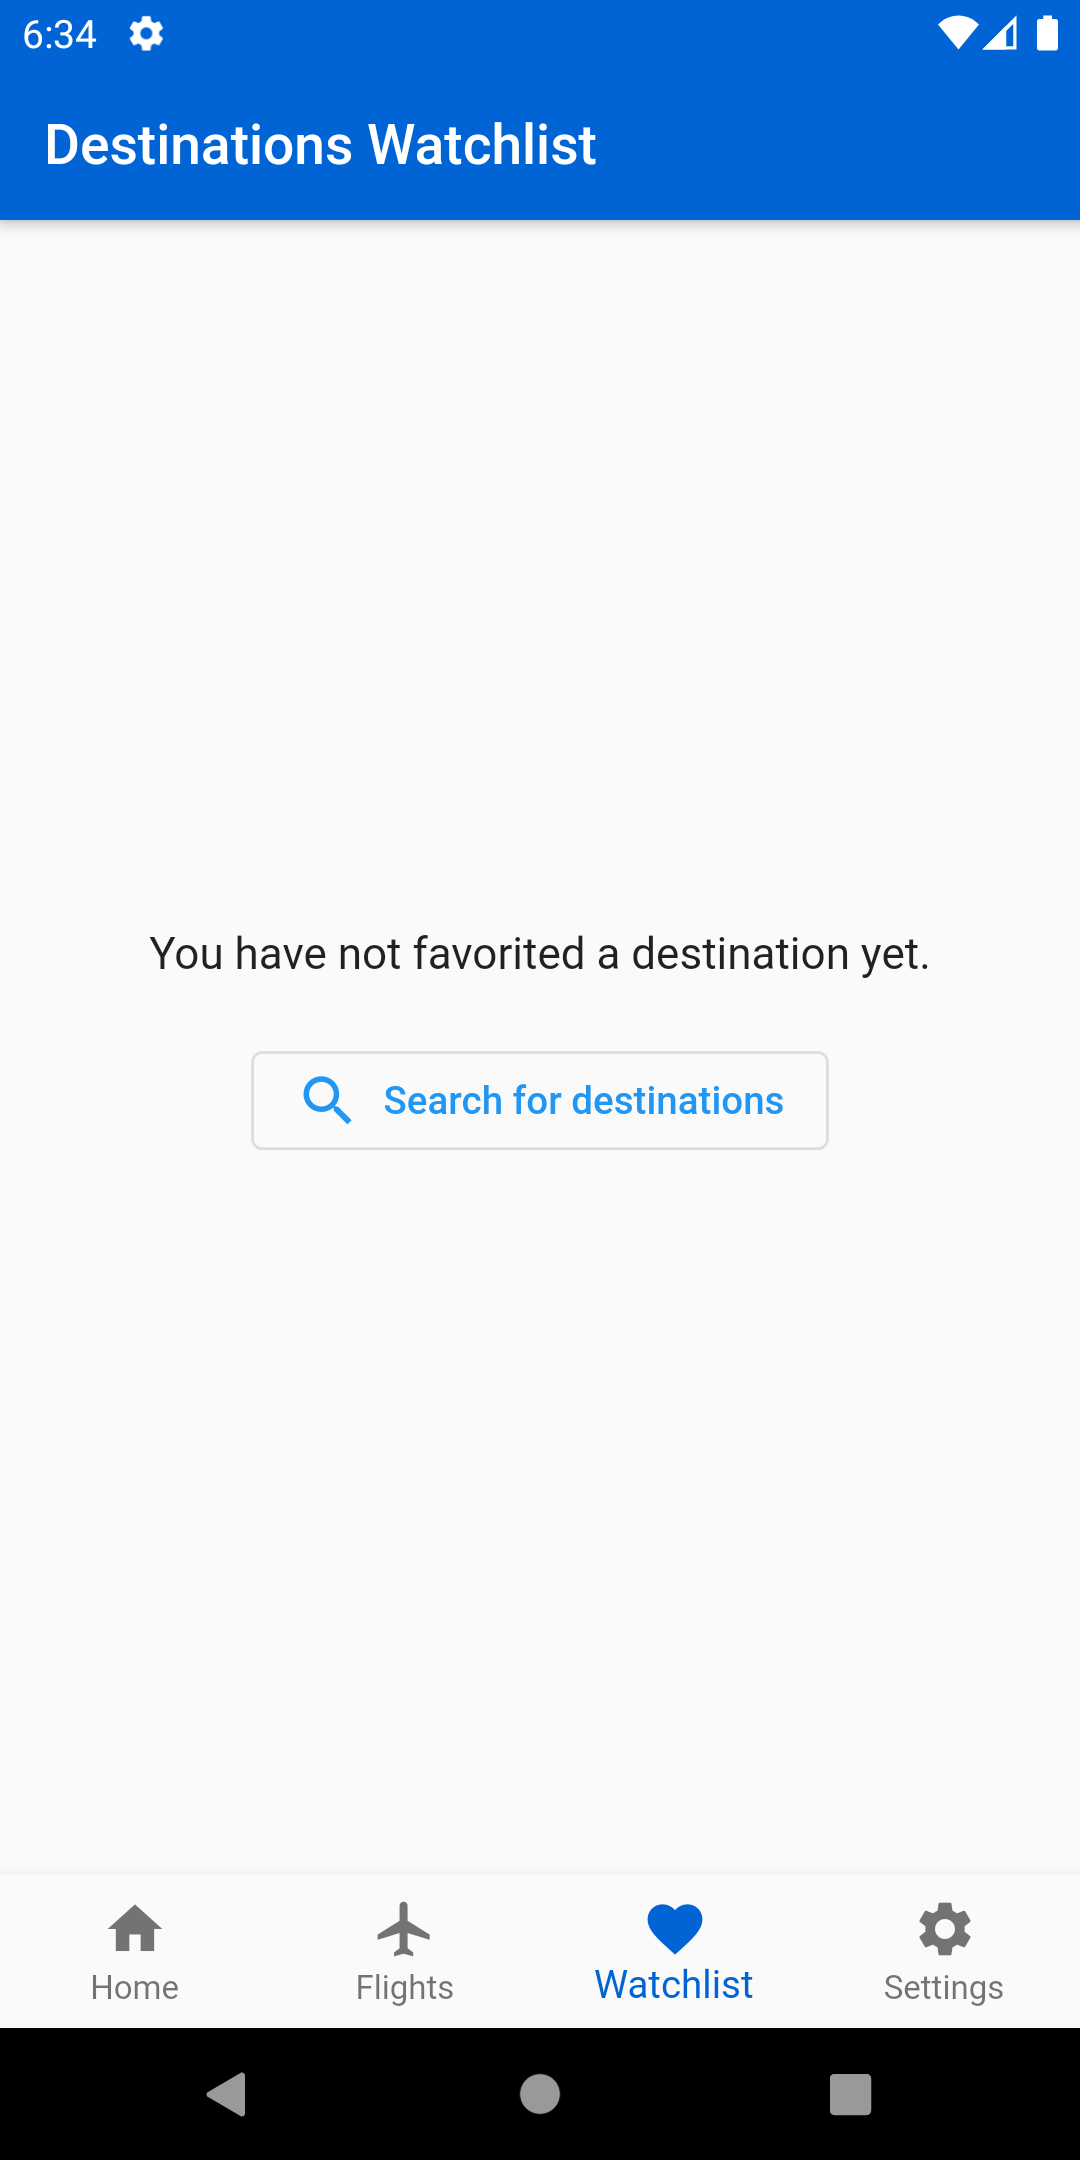 6:34
Destinations Watchlist
You have not favorited a destination yet.
Search for destinations
Home
Flights
Watchlist
Settings